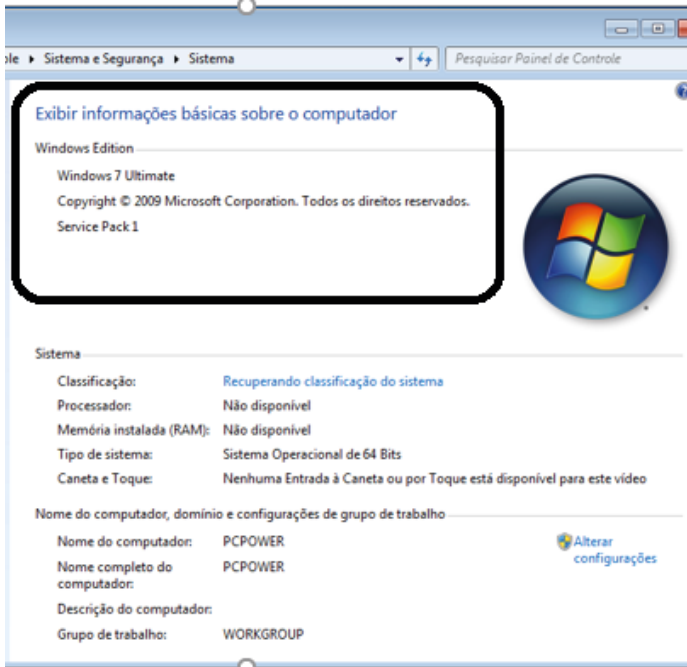 Sistema e Segurança Sistema Pesquisar Painel de Controle
Exibir informações básicas sobre o computador
Windows Edition
Windows 7 Ultimate
Copyright © 2009 Microsoft Corporation. Todos os direitos reservados.
Service Pack 1
Sistema
Classificação: Recuperando classificação do sistema
Processador: Não disponível
Memória instalada (RAM): Não disponível
Tipo de sistema: Sistema Operacional de 64 Bits
Caneta e Toque: Nenhuma Entrada à Caneta ou por Toque está disponível para este vídeo
Nome do computador, domínio e configurações de grupo de trabalho
Nome do computador: PCPOWER Alterar
configurações
Nome completo do PCPOWER
computador:
Descrição do computador:
Grupo de trabalho: WORKGROUP